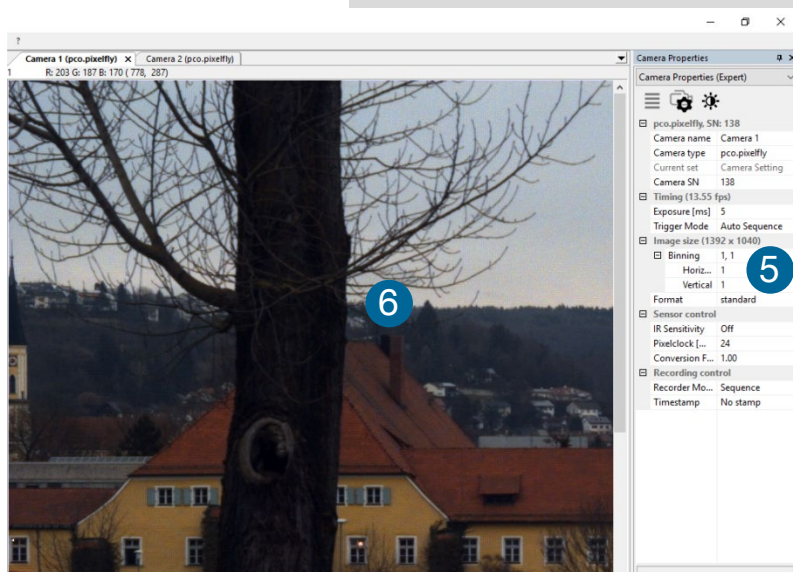 ?
Camera 1 (pco.pixelfly) X Camera 2 (pco.pixelfly)
1 R: 203 G: 187 B: 170 ( 778, 287)
Camera Properties
Camera Properties (Expert)
pco.pixelfly, SN: 138
Camera name Camera 1
Camera type pco.pixelfly
Current set Camera Setting
Camera SN 138
Timing (13.55 fps)
Exposure [ms] 5
Trigger Mode Auto Sequence
Image size (1392 x 1040)
Binning 1, 1
Horiz... 1
Vertical 1
5
Format standard
6
Sensor control
IR Sensitivity Off
Pixelclock [... 24
Conversion F... 1.00
Recording control
Recorder Mo... Sequence
Timestamp No stamp